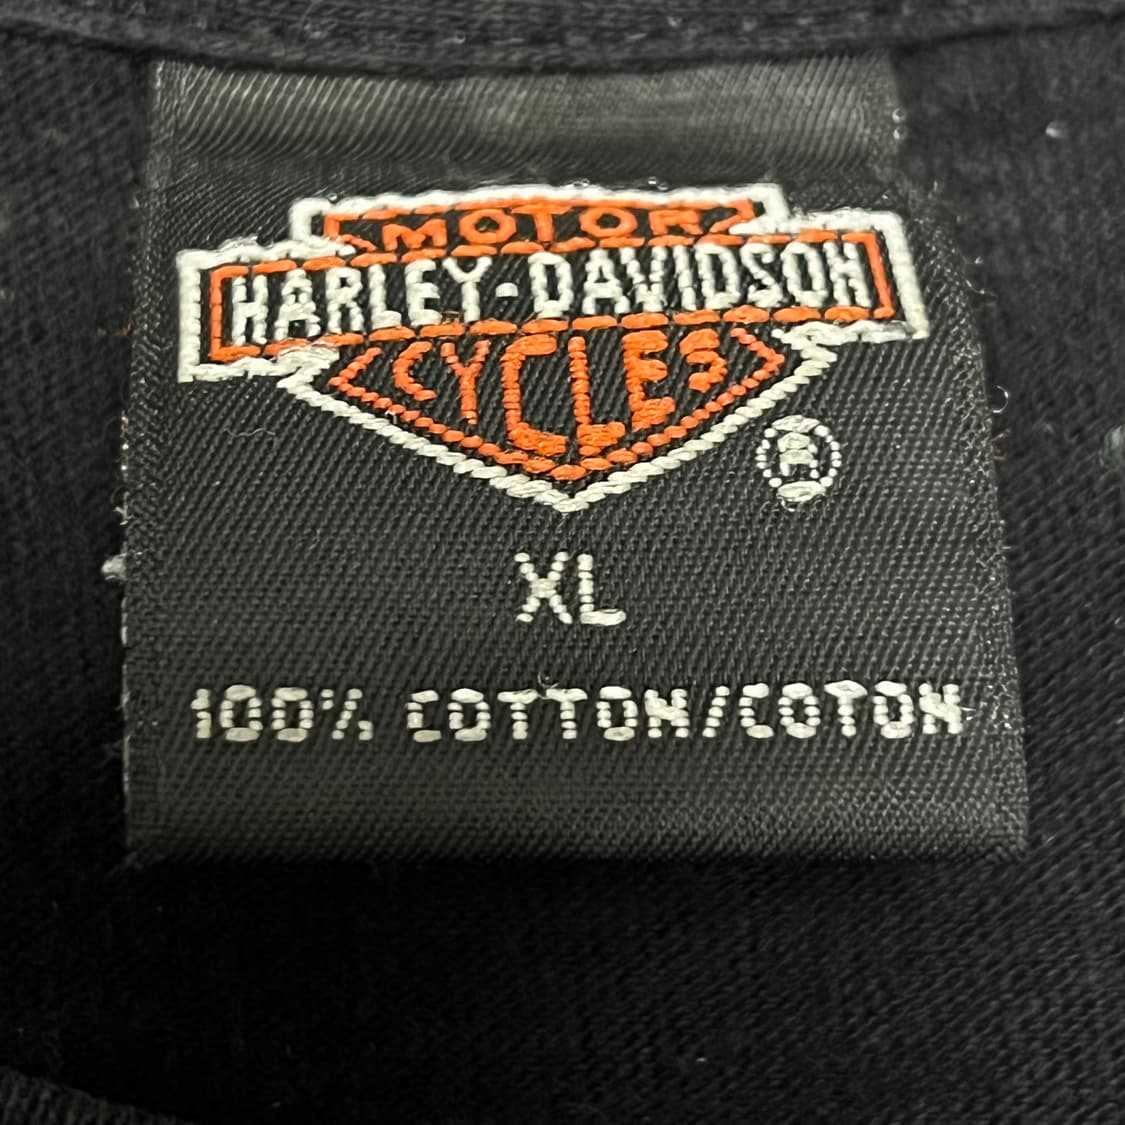 MOTOR
HARLEY-DAVIDSON
CYCLES
®
XL
100% COTTON/COTON